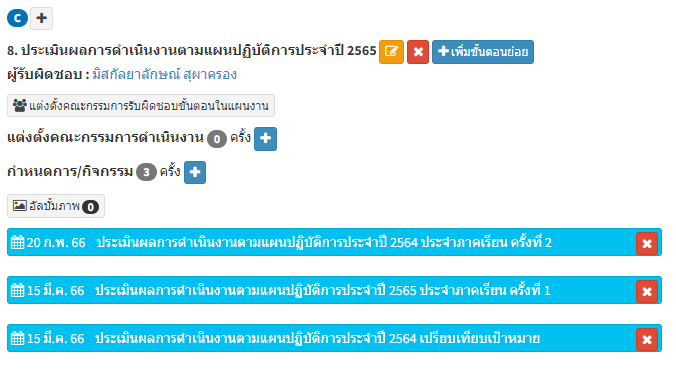 C
8. ประเมินผลการดำเนินงานตามแผนปฏิบัติการประจำปี 2565 เพิ่มขั้นตอนย่อย
ผู้รับผิดชอบ : มิสกัลยาลักษณ์ สุผาครอง
แต่งตั้งคณะกรรมการรับผิดชอบขั้นตอนในแผนงาน
แต่งตั้งคณะกรรมการดำเนินงาน 0 ครั้ง
กำหนดการ/กิจกรรม 3 ครั้ง
อัลบั้มภาพ 0
20 ก.พ. 66 ประเมินผลการดำเนินงานตามแผนปฏิบัติการประจำปี 2564 ประจำภาคเรียน ครั้งที่ 2
15 มี.ค. 66 ประเมินผลการดำเนินงานตามแผนปฏิบัติการประจำปี 2565 ประจำภาคเรียน ครั้งที่ 1
15 มี.ค. 66 ประเมินผลการดำเนินงานตามแผนปฏิบัติการประจำปี 2564 เปรียบเทียบเป้าหมาย